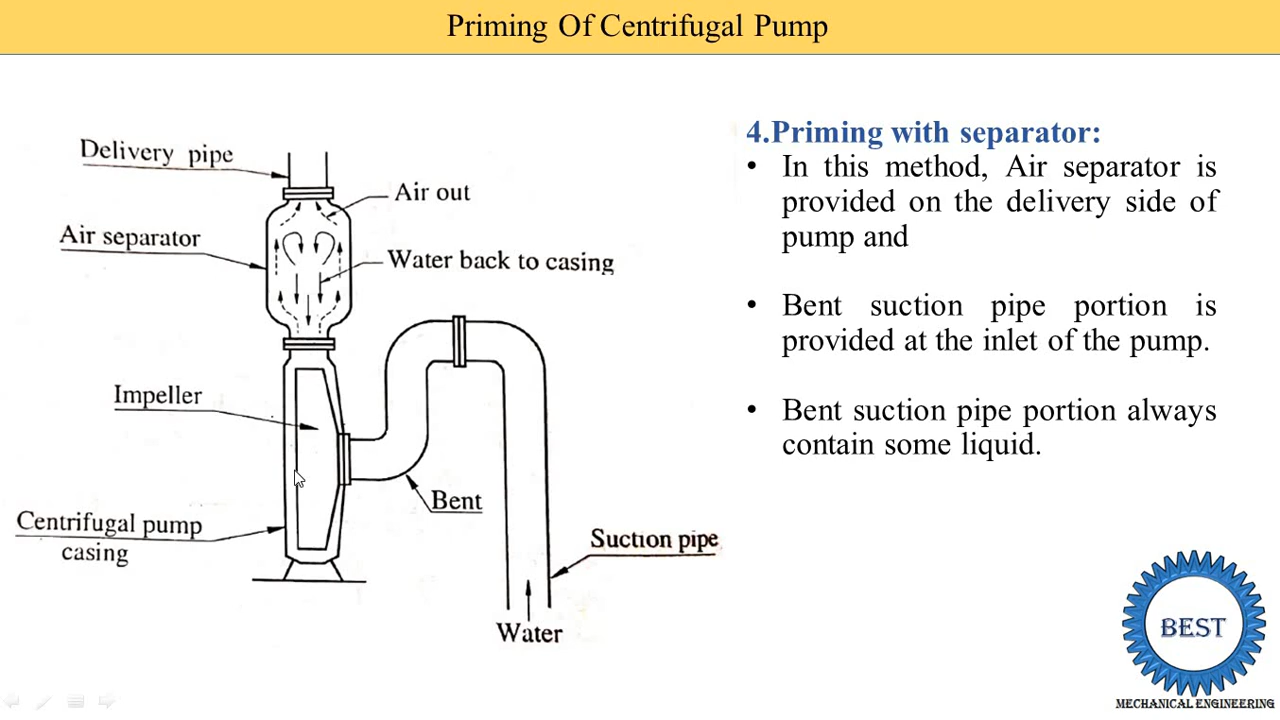 Priming Of Centrifugal Pump
Delivery pipe
Air out
Air separator
Water back to casing
Impeller
Bent
Centrifugal pump
casing
Suction pipe
Water
4.Priming with separator:
• In this method, Air separator is
provided on the delivery side of
pump and
• Bent suction pipe portion is
provided at the inlet of the pump.
• Bent suction pipe portion always
contain some liquid.
BEST
MECHANICAL ENGINEERING